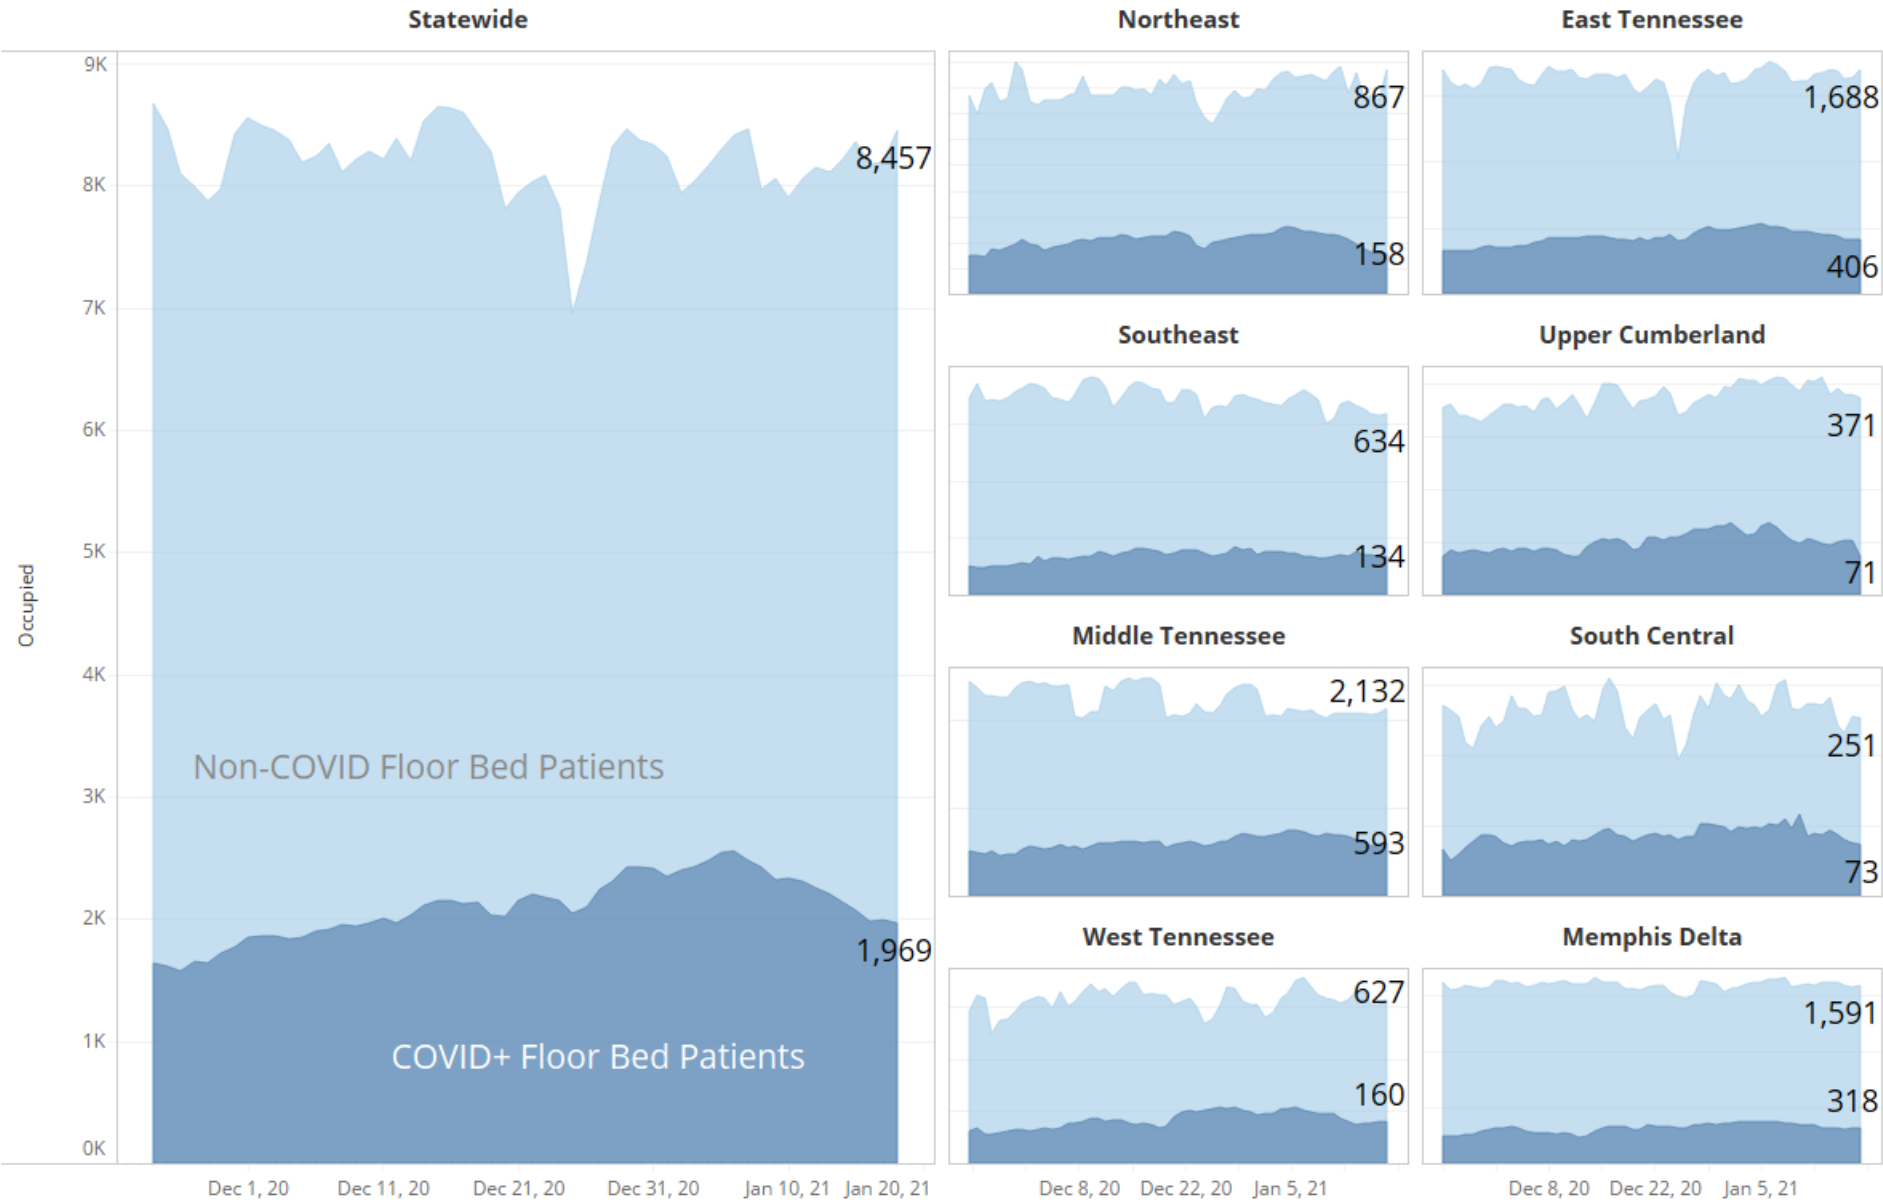 Statewide
Northeast
East Tennessee
9K
8K
7K
6K
5K
4K
3K
2K
1K
0K
Occupied
8,457
Non-COVID Floor Bed Patients
1,969
COVID+ Floor Bed Patients
867
158
1,688
406
Southeast
Upper Cumberland
634
134
371
71
Middle Tennessee
South Central
2,132
593
251
73
West Tennessee
Memphis Delta
627
160
1,591
318
Dec 1, 20
Dec 11, 20
Dec 21, 20
Dec 31, 20
Jan 10, 21
Jan 20, 21
Dec 8, 20
Dec 22, 20
Jan 5, 21
Dec 8, 20
Dec 22, 20
Jan 5, 21